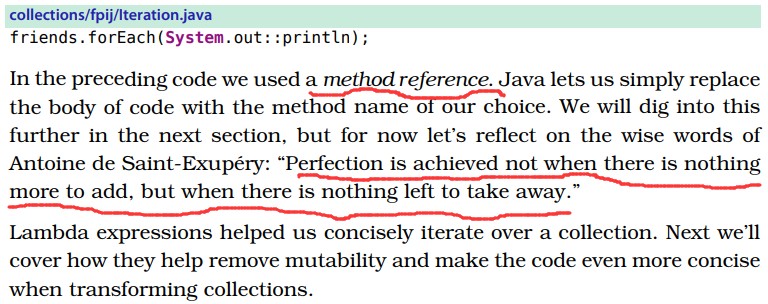 collections/fpij/Iteration.java
friends.forEach(System.out::println);
In the preceding code we used a method reference. Java lets us simply replace
the body of code with the method name of our choice. We will dig into this
further in the next section, but for now let’s reflect on the wise words of
Antoine de Saint-Exupéry: “Perfection is achieved not when there is nothing
more to add, but when there is nothing left to take away.”
Lambda expressions helped us concisely iterate over a collection. Next we’ll
cover how they help remove mutability and make the code even more concise
when transforming collections.